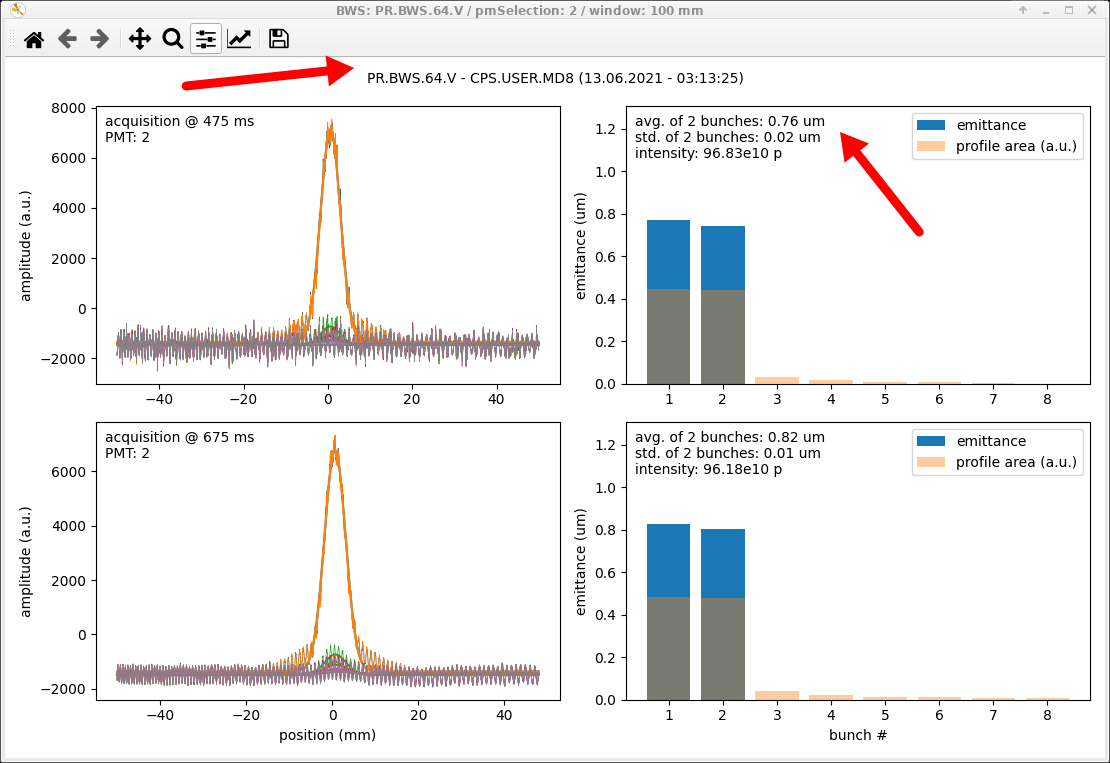 BWS: PR.BWS.64.V / pmSelection: 2 / window: 100 mm
PR.BWS.64.V - CPS.USER.MD8 (13.06.2021 - 03:13:25)
acquisition @ 475 ms
PMT: 2
amplitude (a.u.)
8000
6000
4000
2000
0
−2000
−40 −20 0 20 40
avg. of 2 bunches: 0.76 um
std. of 2 bunches: 0.02 um
intensity: 96.83e10 p
emittance
profile area (a.u.)
emittance (um)
1.2
1.0
0.8
0.6
0.4
0.2
0.0
1 2 3 4 5 6 7 8
acquisition @ 675 ms
PMT: 2
amplitude (a.u.)
6000
4000
2000
0
−2000
−40 −20 0 20 40
position (mm)
avg. of 2 bunches: 0.82 um
std. of 2 bunches: 0.01 um
intensity: 96.18e10 p
emittance
profile area (a.u.)
emittance (um)
1.2
1.0
0.8
0.6
0.4
0.2
0.0
1 2 3 4 5 6 7 8
bunch #